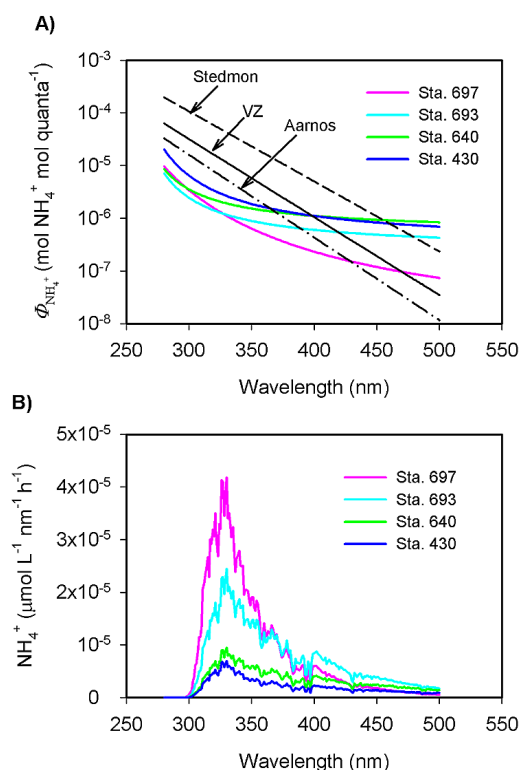 A)
10⁻³
10⁻⁴
10⁻⁵
10⁻⁶
10⁻⁷
10⁻⁸
Φ_NH₄⁺ (mol NH₄⁺ mol quanta⁻¹)
Stedmon
VZ
Aarnos
Sta. 697
Sta. 693
Sta. 640
Sta. 430
250 300 350 400 450 500 550
Wavelength (nm)
B)
5x10⁻⁵
4x10⁻⁵
3x10⁻⁵
2x10⁻⁵
10⁻⁵
0
NH₄⁺ (μmol L⁻¹ nm⁻¹ h⁻¹)
Sta. 697
Sta. 693
Sta. 640
Sta. 430
250 300 350 400 450 500 550
Wavelength (nm)